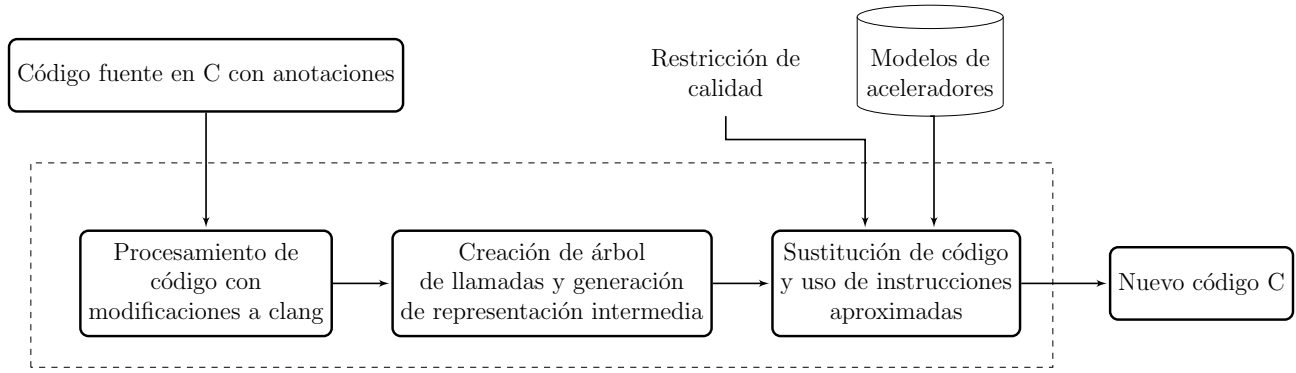 Código fuente en C con anotaciones
Restricción de
calidad
Modelos de
aceleradores
Procesamiento de
código con
modificaciones a clang
Creación de árbol
de llamadas y generación
de representación intermedia
Sustitución de código
y uso de instrucciones
aproximadas
Nuevo código C